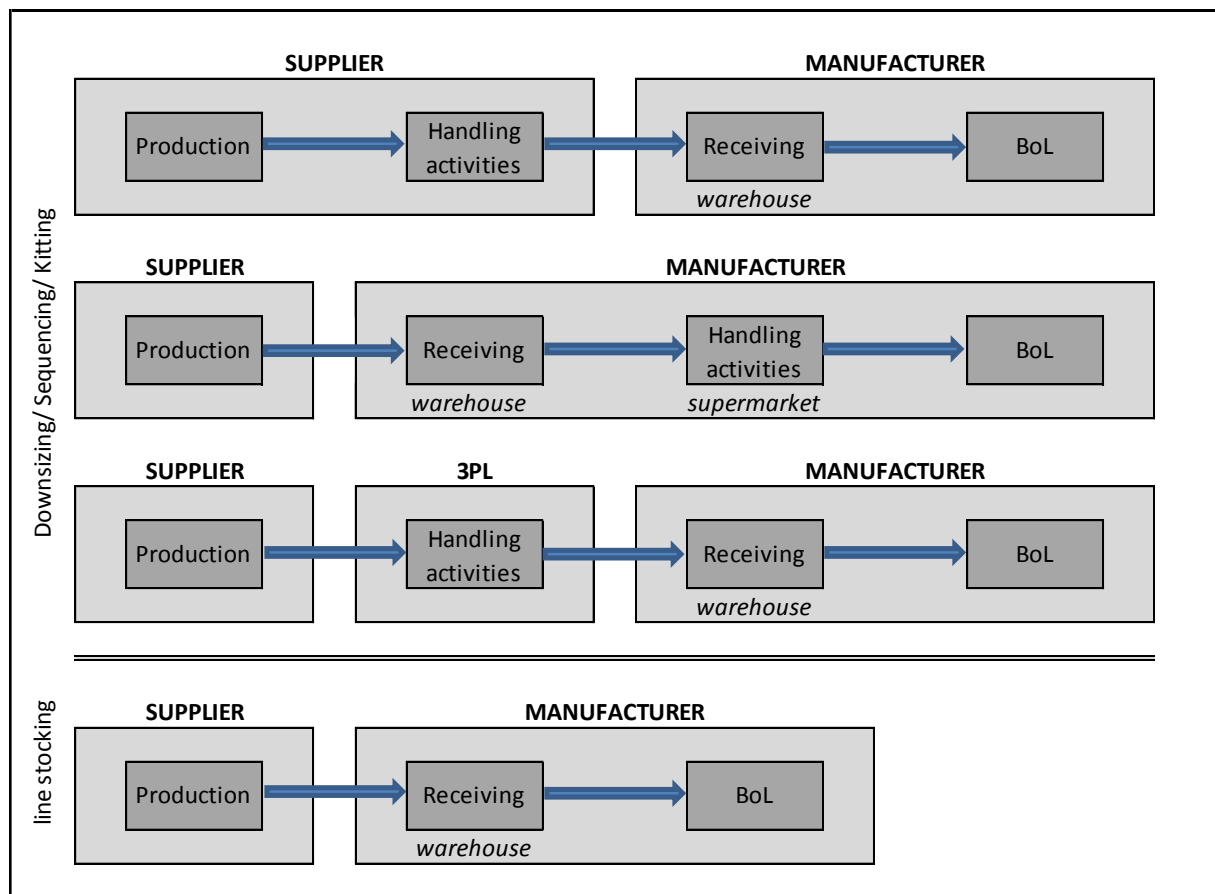 Downsizing/ Sequencing/ Kitting
SUPPLIER
MANUFACTURER
Production
Handling
activities
Receiving
BoL
warehouse
SUPPLIER
MANUFACTURER
Production
Receiving
Handling
activities
BoL
warehouse
supermarket
SUPPLIER
3PL
MANUFACTURER
Production
Handling
activities
Receiving
BoL
warehouse
line stocking
SUPPLIER
MANUFACTURER
Production
Receiving
BoL
warehouse